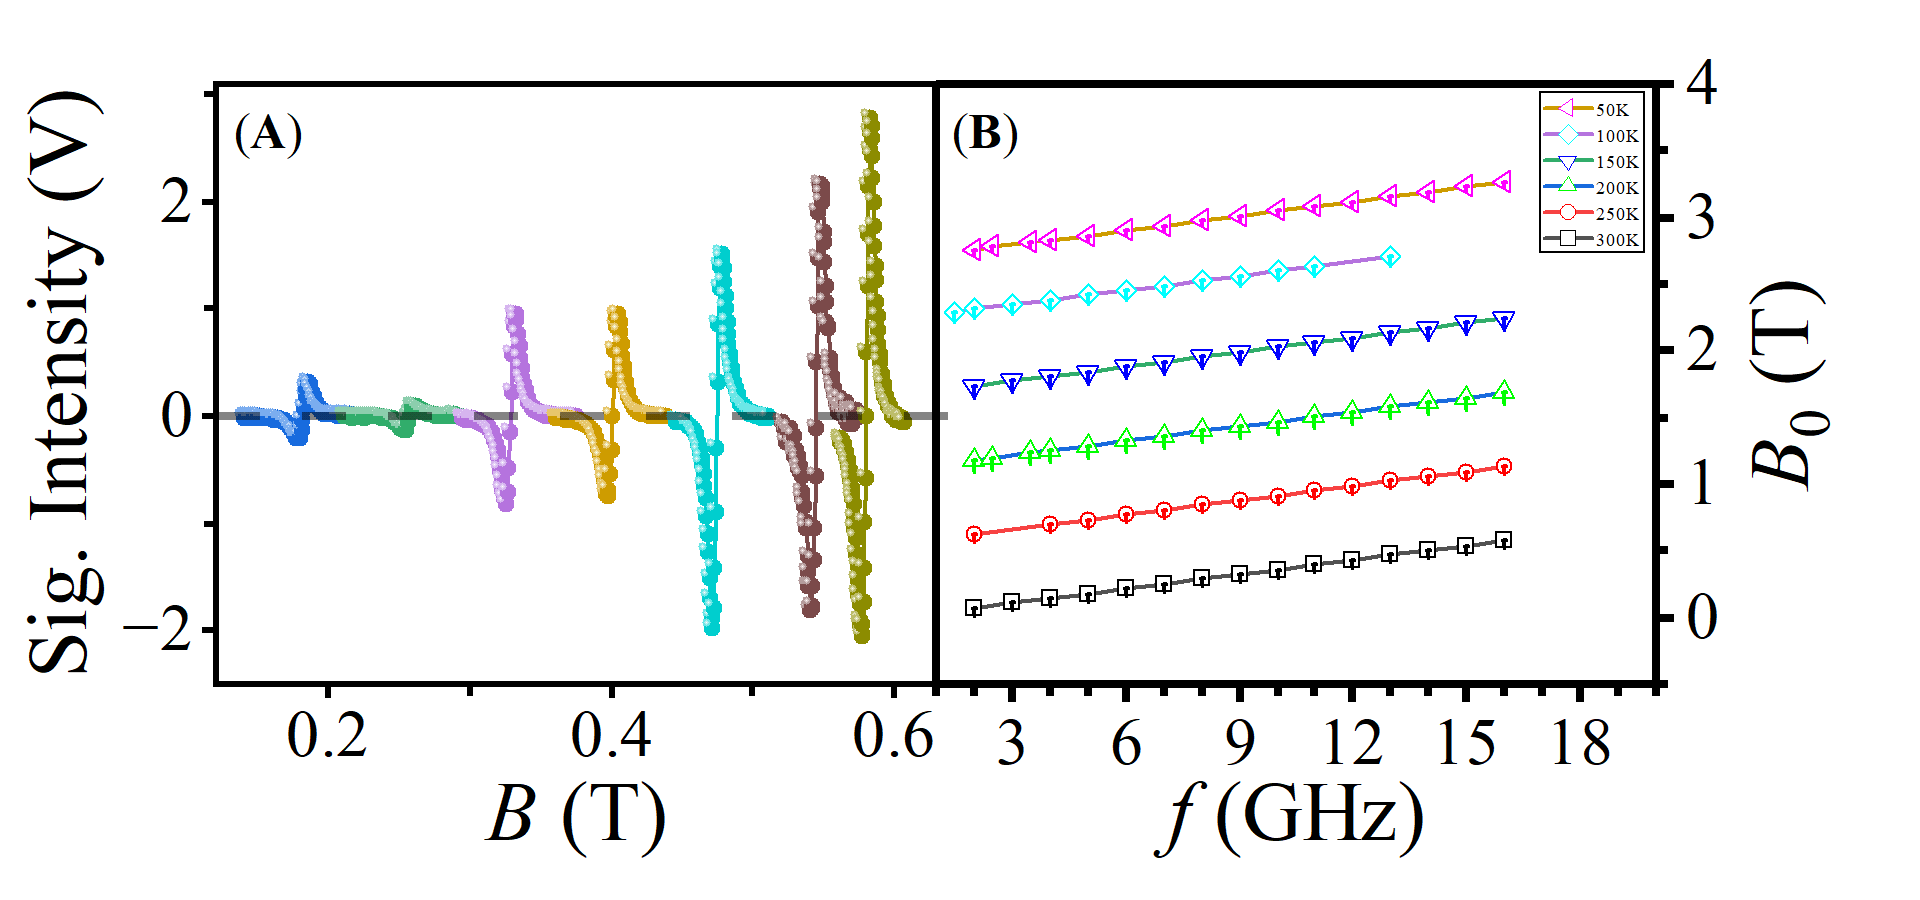 (A)
Sig. Intensity (V)
2
0
−2
0.2 0.4 0.6
B (T)
(B)
50K
100K
150K
200K
250K
300K
4
3
2
1
0
B0 (T)
3 6 9 12 15 18
f (GHz)